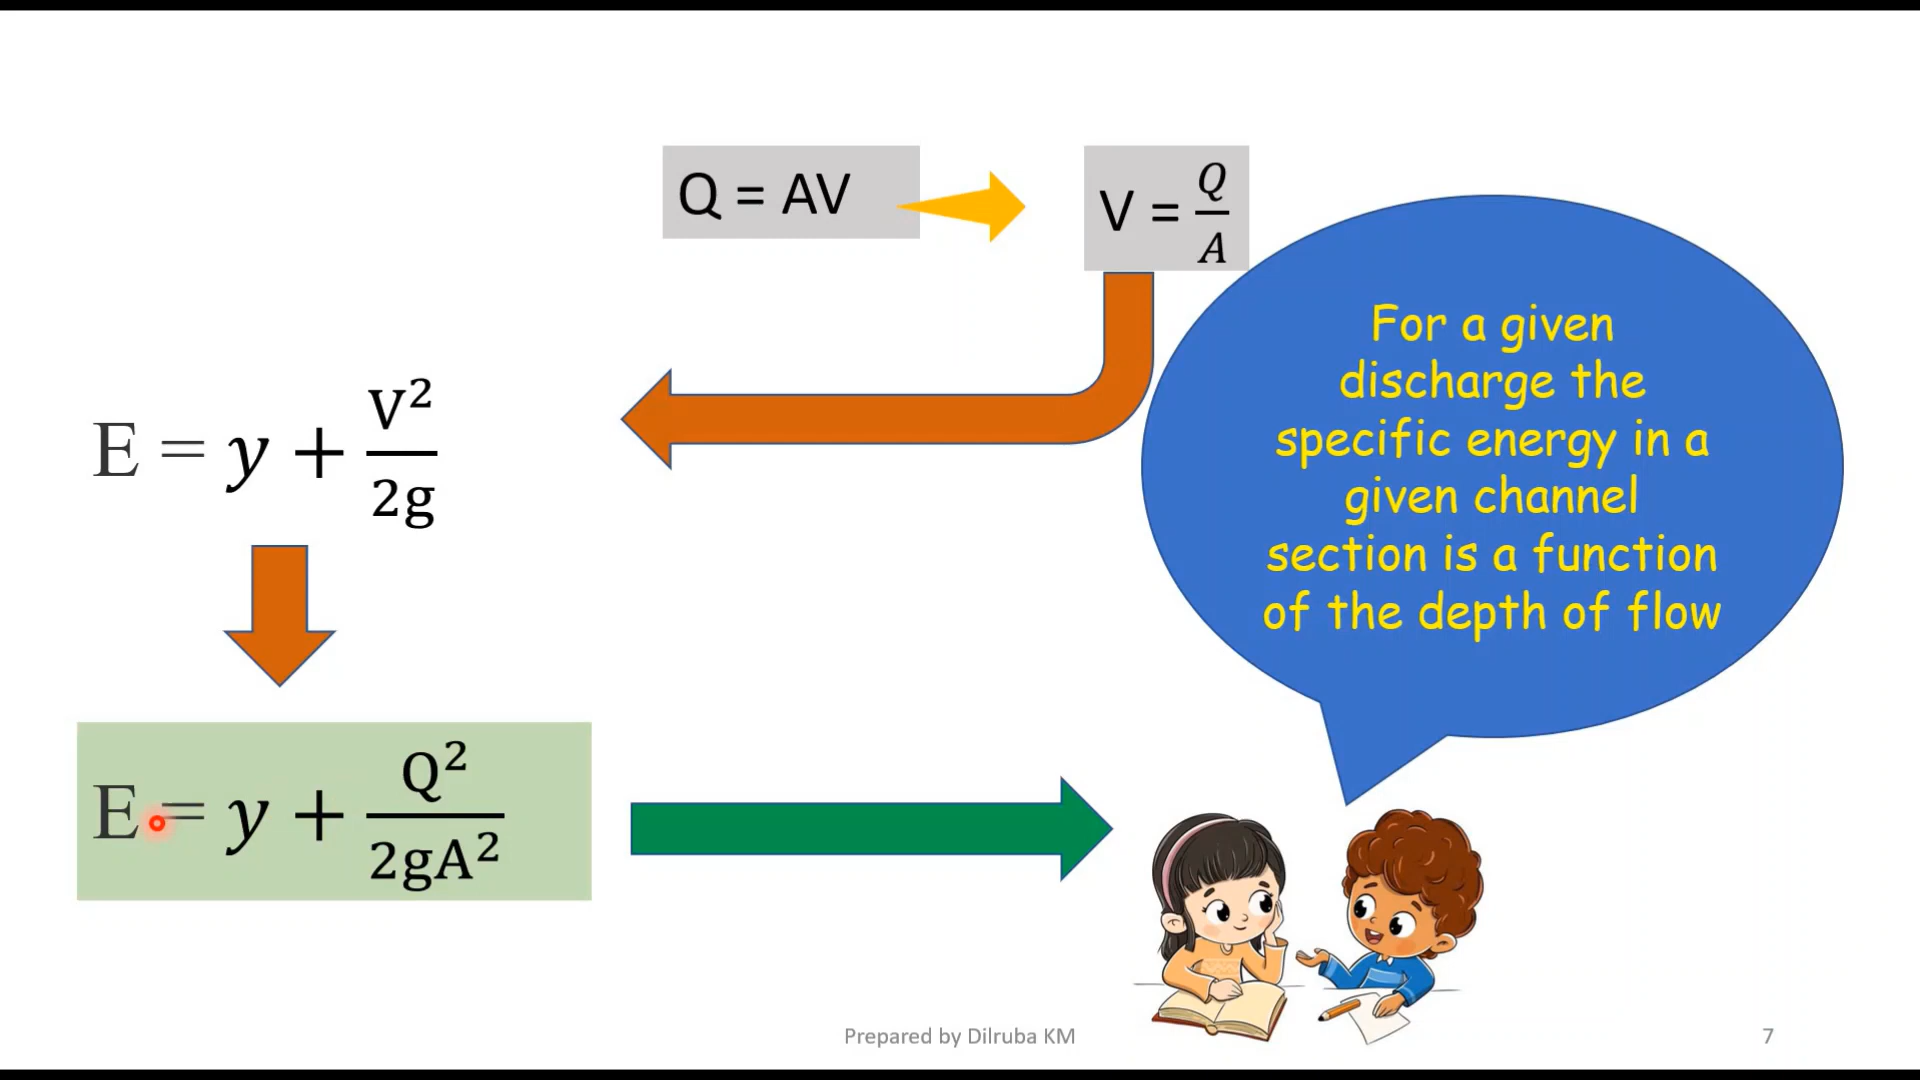 Q = AV
V = Q/A
For a given
discharge the
specific energy in a
given channel
section is a function
of the depth of flow
E = y + V²/2g
E = y + Q²/2gA²
Prepared by Dilruba KM
7